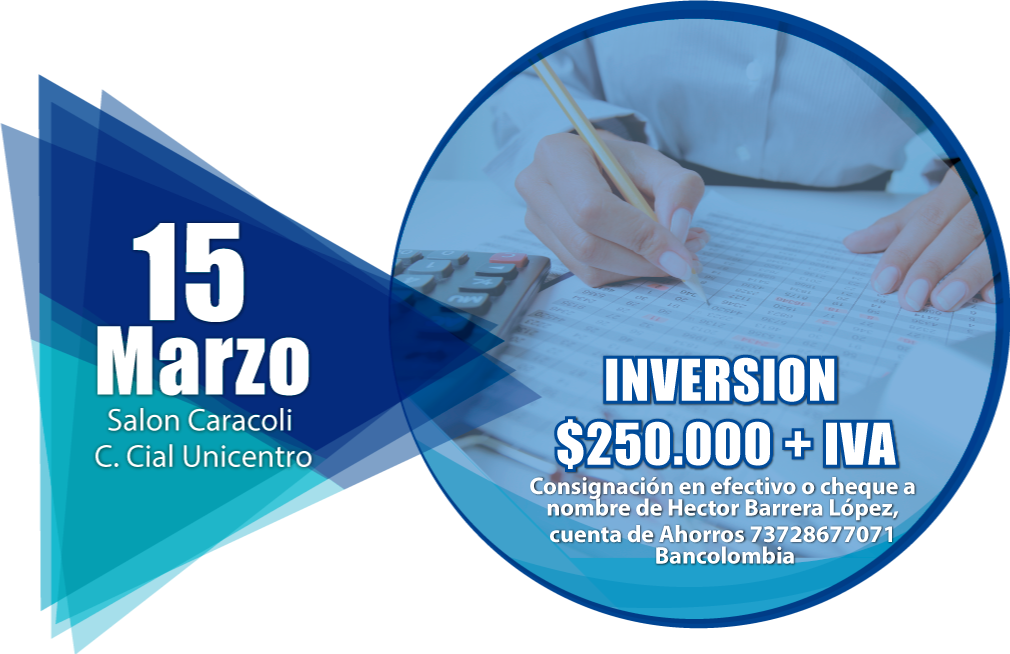 15
Marzo
Salon Caracoli
C. Cial Unicentro
INVERSION
$250.000 + IVA
Consignación en efectivo o cheque a
nombre de Hector Barrera López,
cuenta de Ahorros 73728677071
Bancolombia